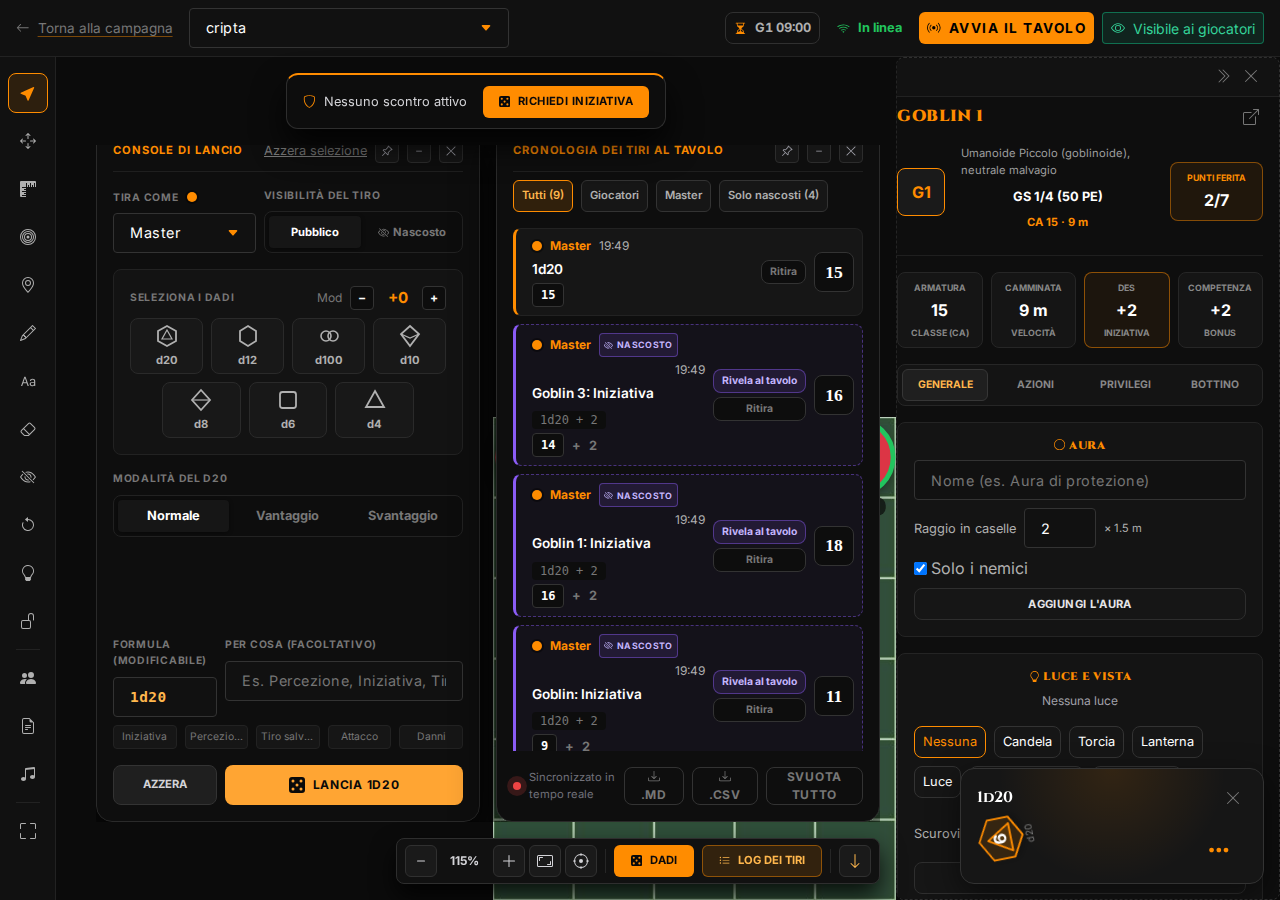 Torna alla campagna
cripta
G1 09:00
In linea
AVVIA IL TAVOLO
Visibile ai giocatori
Nessuno scontro attivo
RICHIEDI INIZIATIVA
Aa
CONSOLE DI LANCIO
Azzera selezione
TIRA COME
VISIBILITÀ DEL TIRO
Master
Pubblico
Nascosto
SELEZIONA I DADI
Mod
− +0 +
d20
d12
d100
d10
d8
d6
d4
MODALITÀ DEL D20
Normale
Vantaggio
Svantaggio
FORMULA
(MODIFICABILE)
PER COSA (FACOLTATIVO)
1d20
Es. Percezione, Iniziativa, Ti
Iniziativa
Percezio...
Tiro salv...
Attacco
Danni
AZZERA
LANCIA 1D20
CRONOLOGIA DEI TIRI AL TAVOLO
Tutti (9)
Giocatori
Master
Solo nascosti (4)
Master 19:49
1d20
15
Ritira
15
Master
NASCOSTO
19:49
Goblin 3: Iniziativa
1d20 + 2
14 + 2
Rivela al tavolo
Ritira
16
Master
NASCOSTO
19:49
Goblin 1: Iniziativa
1d20 + 2
16 + 2
Rivela al tavolo
Ritira
18
Master
NASCOSTO
19:49
Goblin: Iniziativa
1d20 + 2
9 + 2
Rivela al tavolo
Ritira
11
Sincronizzato in
tempo reale
.MD
.CSV
SVUOTA
TUTTO
− 115% +
DADI
LOG DEI TIRI
GOBLIN 1
G1
Umanoide Piccolo (goblinoide),
neutrale malvagio
GS 1/4 (50 PE)
CA 15 · 9 m
PUNTI FERITA
2/7
ARMATURA
15
CLASSE (CA)
CAMMINATA
9 m
VELOCITÀ
DES
+2
INIZIATIVA
COMPETENZA
+2
BONUS
GENERALE
AZIONI
PRIVILEGI
BOTTINO
AURA
Nome (es. Aura di protezione)
Raggio in caselle
2
× 1.5 m
Solo i nemici
AGGIUNGI L'AURA
LUCE E VISTA
Nessuna luce
Nessuna
Candela
Torcia
Lanterna
Luce
Scurovi
1D20
9
d20